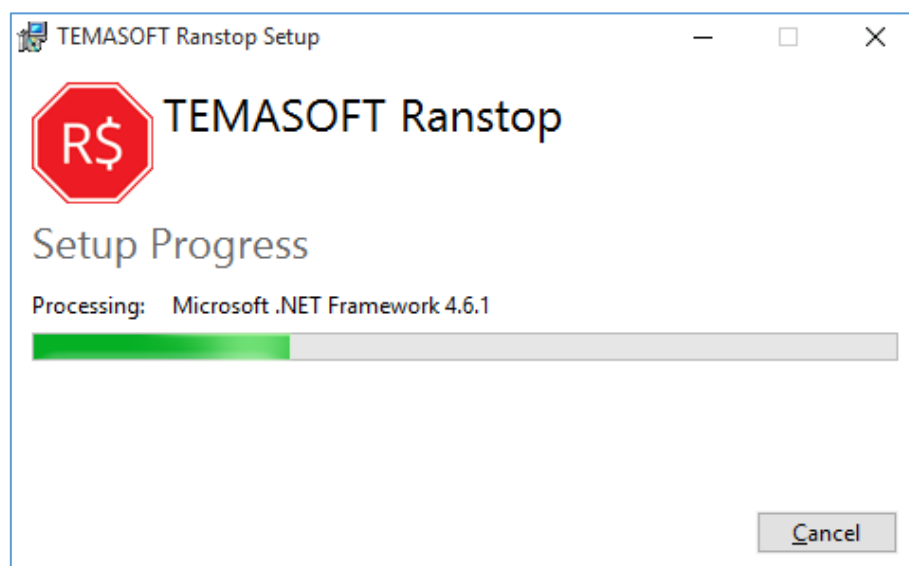 TEMASOFT Ranstop Setup
R$
TEMASOFT Ranstop
Setup Progress
Processing: Microsoft .NET Framework 4.6.1
Cancel